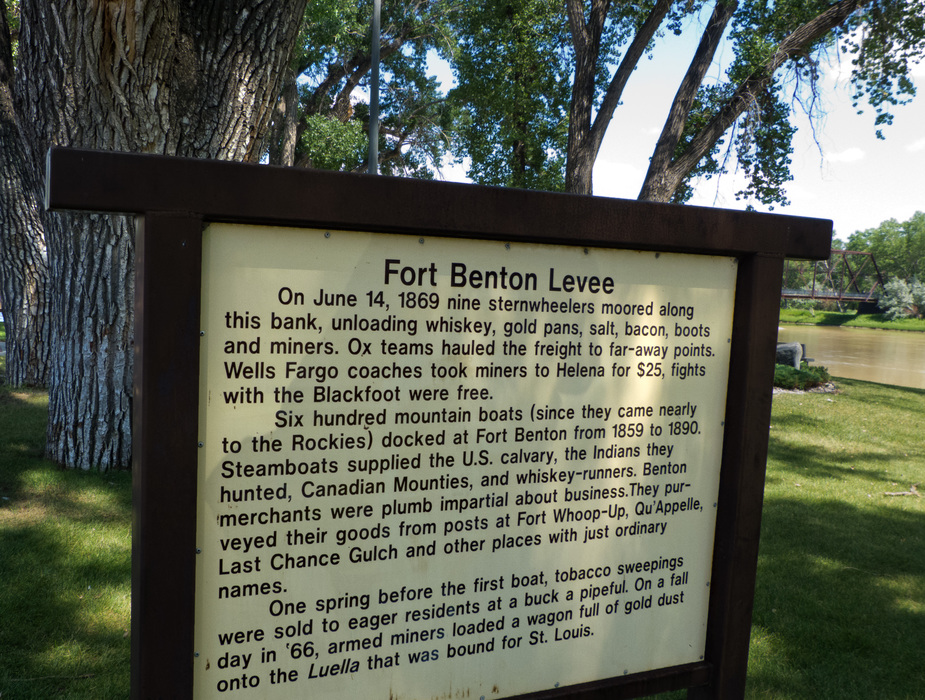 Fort Benton Levee
On June 14, 1869 nine sternwheelers moored along
this bank, unloading whiskey, gold pans, salt, bacon, boots
and miners. Ox teams hauled the freight to far-away points.
Wells Fargo coaches took miners to Helena for $25, fights
with the Blackfoot were free.
Six hundred mountain boats (since they came nearly
to the Rockies) docked at Fort Benton from 1859 to 1890.
Steamboats supplied the U.S. calvary, the Indians they
hunted, Canadian Mounties, and whiskey-runners. Benton
merchants were plumb impartial about business.They pur-
veyed their goods from posts at Fort Whoop-Up, Qu'Appelle,
Last Chance Gulch and other places with just ordinary
names.
One spring before the first boat, tobacco sweepings
were sold to eager residents at a buck a pipeful. On a fall
day in '66, armed miners loaded a wagon full of gold dust
onto the Luella that was bound for St. Louis.